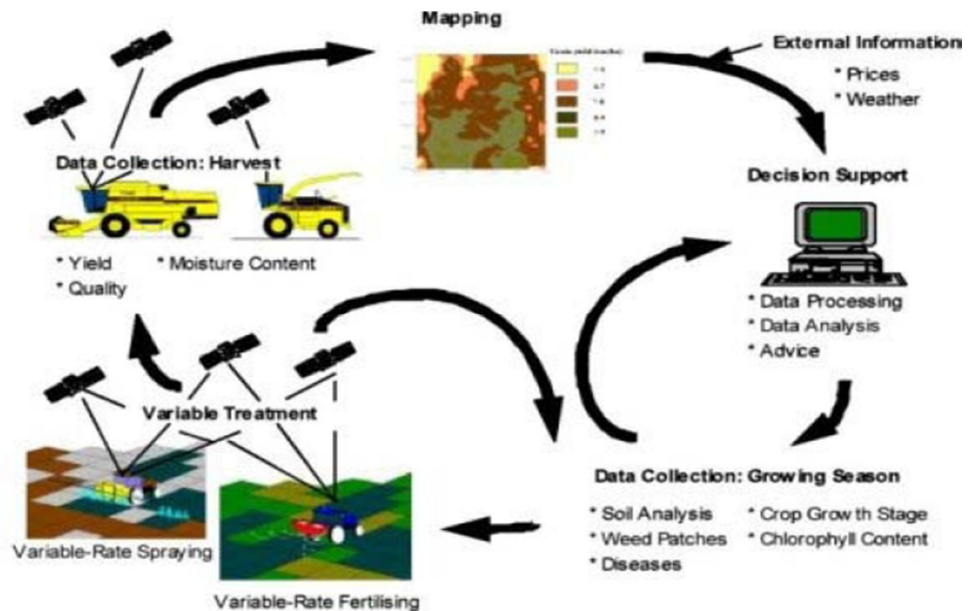 Mapping
External Information
* Prices
* Weather
Data Collection: Harvest
* Yield
* Moisture Content
* Quality
Decision Support
* Data Processing
* Data Analysis
* Advice
Variable Treatment
Variable-Rate Spraying
Variable-Rate Fertilising
Data Collection: Growing Season
* Soil Analysis
* Crop Growth Stage
* Weed Patches
* Chlorophyll Content
* Diseases